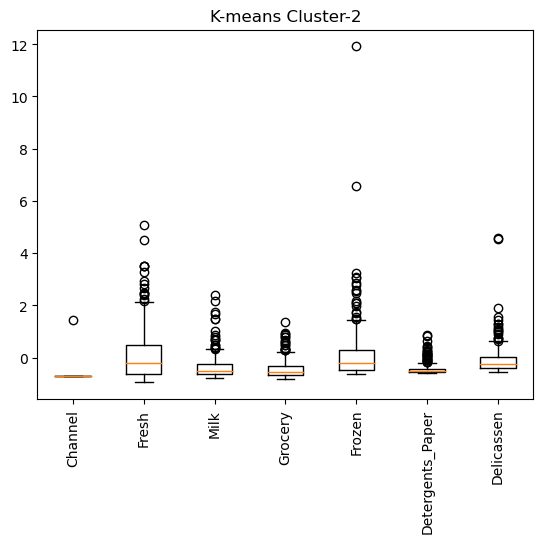 K-means Cluster-2
12
10
8
6
4
2
0
Channel
Fresh
Milk
Grocery
Frozen
Detergents_Paper
Delicassen